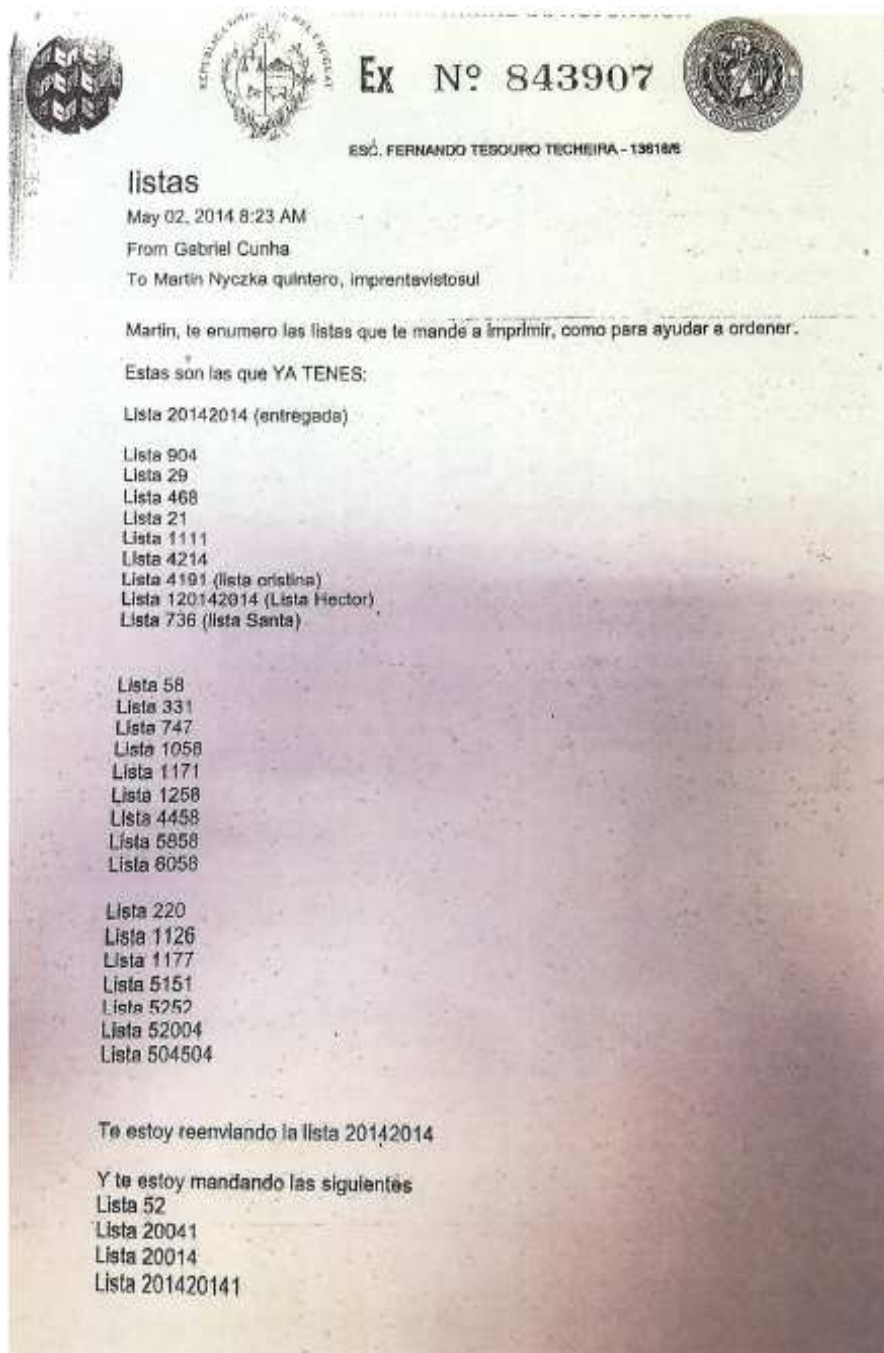 Ex Nº 843907
ESC. FERNANDO TESOURO TECHEIRA - 13618/6
listas
May 02, 2014 8:23 AM
From Gabriel Cunha
To Martin Nyczka quintero, imprentavistosul
Martin, te enumero las listas que te mande a imprimir, como para ayudar a ordener.
Estas son las que YA TENES:
Lista 20142014 (entregada)
Lista 904
Lista 29
Lista 468
Lista 21
Lista 1111
Lista 4214
Lista 4191 (lista cristina)
Lista 120142014 (Lista Hector)
Lista 736 (lista Santa)
Lista 58
Lista 331
Lista 747
Lista 1058
Lista 1171
Lista 1258
Lista 4458
Lista 5858
Lista 6058
Lista 220
Lista 1126
Lista 1177
Lista 5151
Lista 5252
Lista 52004
Lista 504504
Te estoy reenviando la lista 20142014
Y te estoy mandando las siguientes
Lista 52
Lista 20041
Lista 20014
Lista 201420141